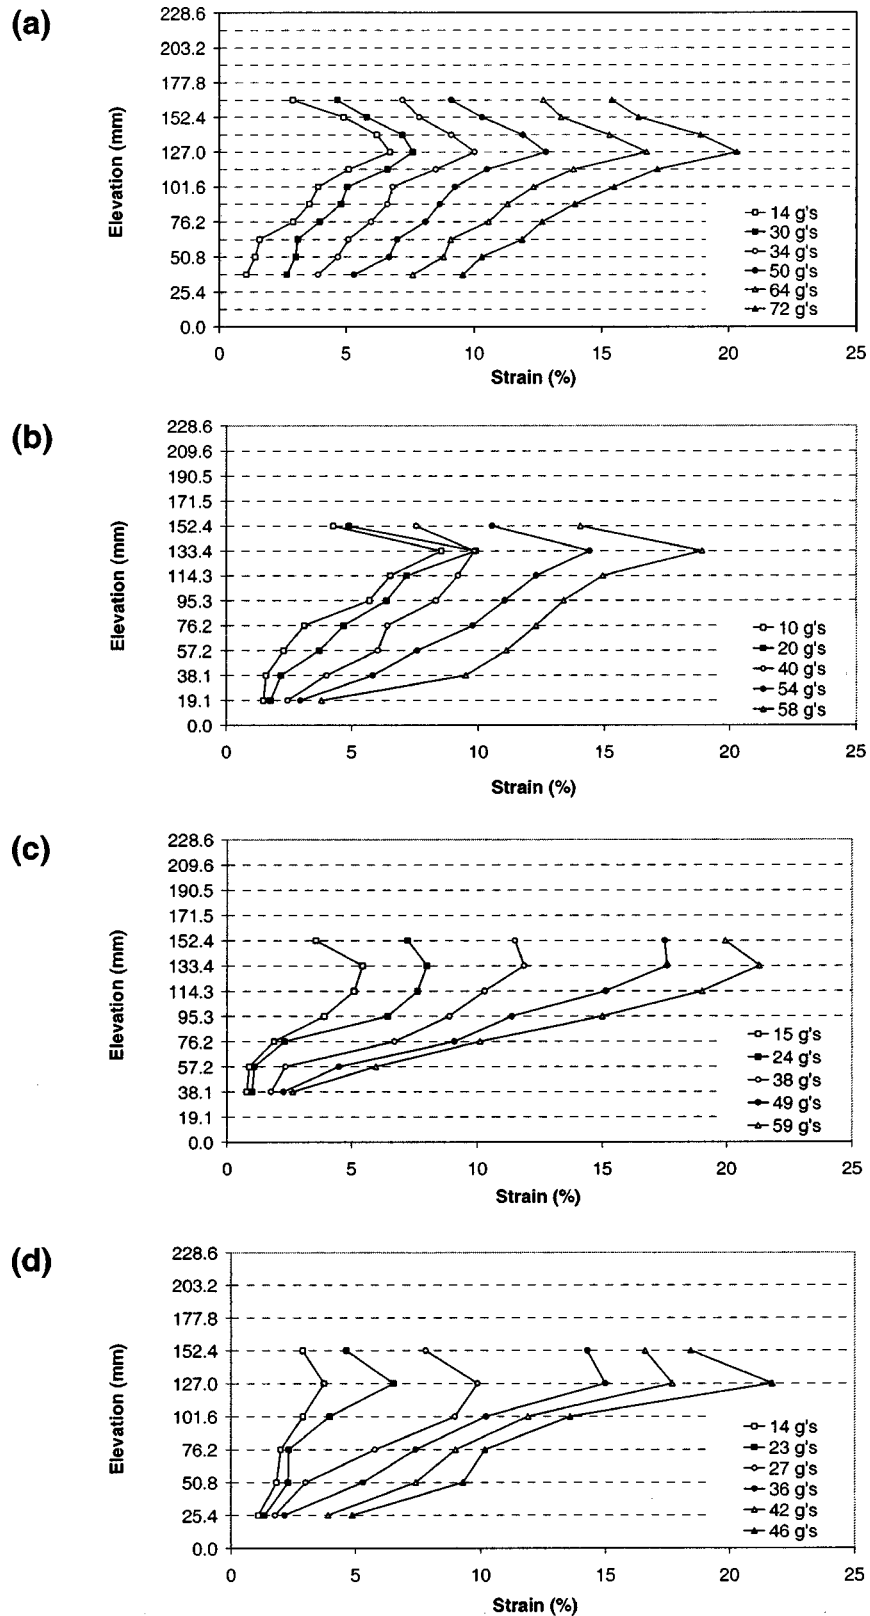 (a)
228.6
203.2
177.8
152.4
127.0
101.6
76.2
50.8
25.4
0.0
Elevation (mm)
14 g's
30 g's
34 g's
50 g's
64 g's
72 g's
0 5 10 15 20 25
Strain (%)
(b)
228.6
209.6
190.5
171.5
152.4
133.4
114.3
95.3
76.2
57.2
38.1
19.1
0.0
Elevation (mm)
10 g's
20 g's
40 g's
54 g's
58 g's
0 5 10 15 20 25
Strain (%)
(c)
228.6
209.6
190.5
171.5
152.4
133.4
114.3
95.3
76.2
57.2
38.1
19.1
0.0
Elevation (mm)
15 g's
24 g's
38 g's
49 g's
59 g's
0 5 10 15 20 25
Strain (%)
(d)
228.6
203.2
177.8
152.4
127.0
101.6
76.2
50.8
25.4
0.0
Elevation (mm)
14 g's
23 g's
27 g's
36 g's
42 g's
46 g's
0 5 10 15 20 25
Strain (%)